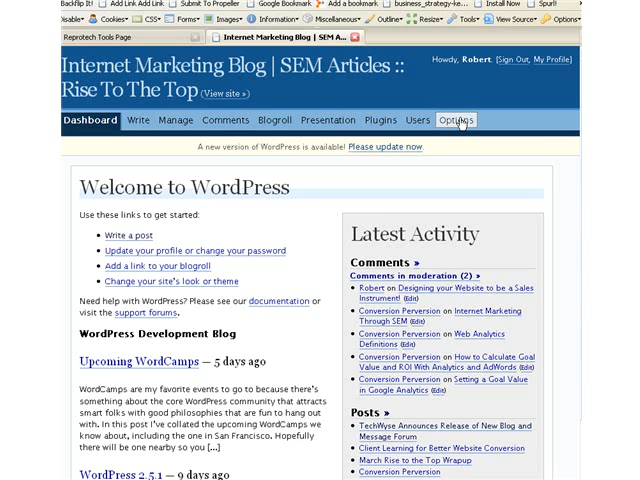 Backflip It! Add Link Add Link Submit To Propeller Google Bookmark Add a bookmark business_strategy-ke... Install Now Spurl!
Disable Cookies CSS Forms Images Information Miscellaneous Outline Resize Tools View Source Options
Reprotech Tools Page Internet Marketing Blog | SEM A...
Internet Marketing Blog | SEM Articles :: Howdy, Robert. [Sign Out, My Profile]
Rise To The Top (View site »)
Dashboard Write Manage Comments Blogroll Presentation Plugins Users Options
A new version of WordPress is available! Please update now.
Welcome to WordPress
Use these links to get started:
• Write a post
• Update your profile or change your password
• Add a link to your blogroll
• Change your site's look or theme
Need help with WordPress? Please see our documentation or
visit the support forums.
WordPress Development Blog
Upcoming WordCamps — 5 days ago
WordCamps are my favorite events to go to because there's
something about the core WordPress community that attracts
smart folks with good philosophies that are fun to hang out
with. In this post I've collated the upcoming WordCamps we
know about, including the one in San Francisco. Hopefully
there will be one nearby so you [...]
WordPress 2.5.1 — 9 days ago
Latest Activity
Comments »
Comments in moderation (2) »
• Robert on Designing your Website to be a Sales
Instrument! (Edit)
• Conversion Perversion on Internet Marketing
Through SEM (Edit)
• Conversion Perversion on Web Analytics
Definitions (Edit)
• Conversion Perversion on How to Calculate Goal
Value and ROI With Analytics and AdWords (Edit)
• Conversion Perversion on Setting a Goal Value
in Google Analytics (Edit)
Posts »
• TechWyse Announces Release of New Blog and
Message Forum
• Client Learning for Better Website Conversion
• March Rise to the Top Wrapup
• Conversion Perversion